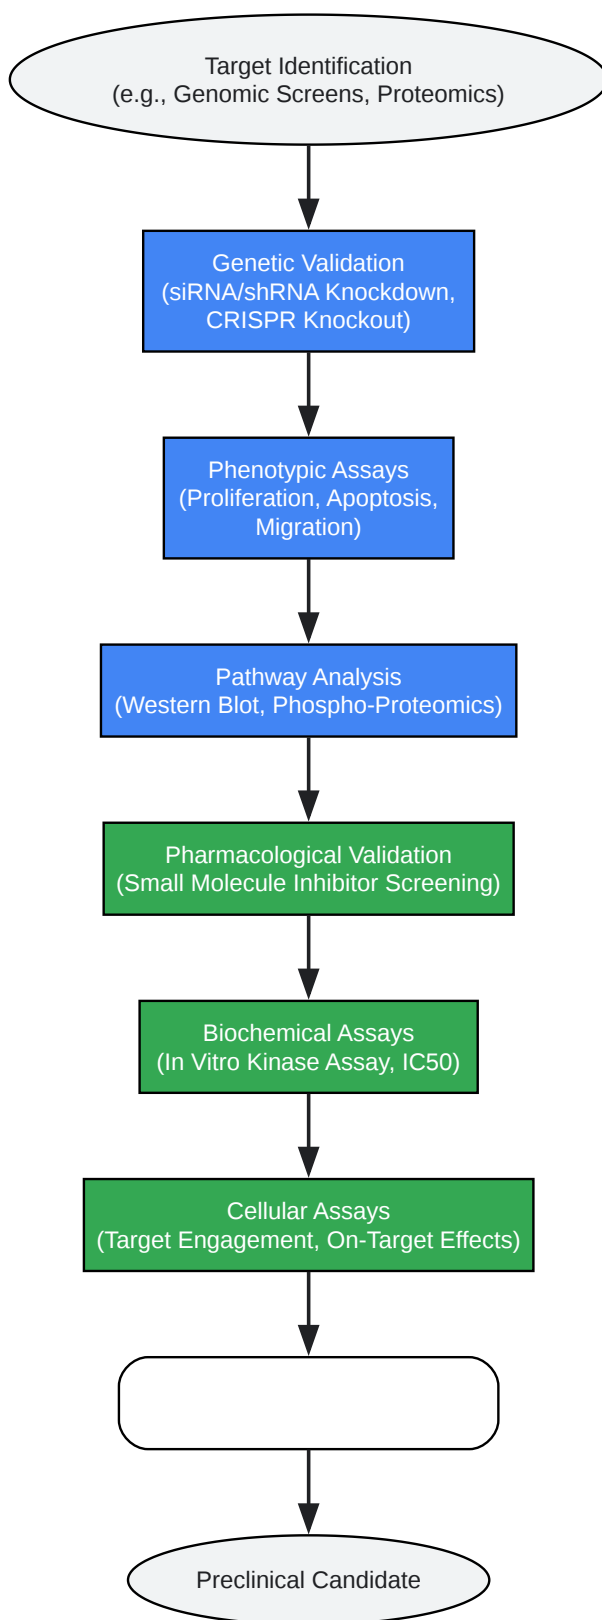 Target Identification
(e.g., Genomic Screens, Proteomics)
Genetic Validation
(siRNA/shRNA Knockdown,
CRISPR Knockout)
Phenotypic Assays
(Proliferation, Apoptosis,
Migration)
Pathway Analysis
(Western Blot, Phospho-Proteomics)
Pharmacological Validation
(Small Molecule Inhibitor Screening)
Biochemical Assays
(In Vitro Kinase Assay, IC50)
Cellular Assays
(Target Engagement, On-Target Effects)
Preclinical Candidate